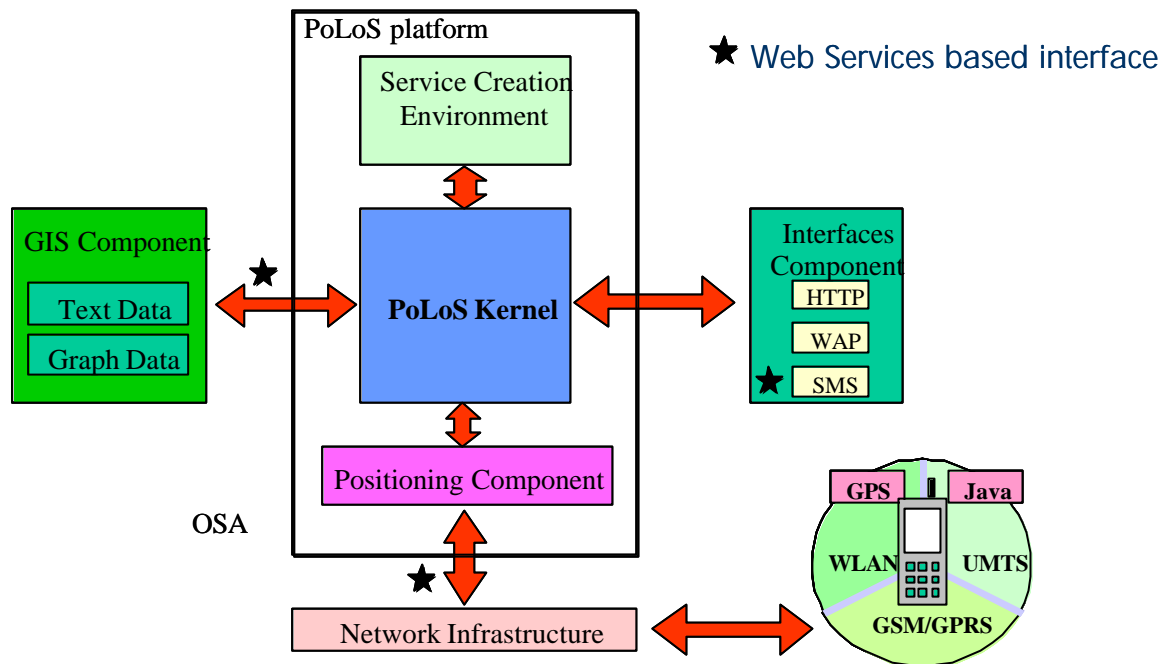 PoLoS platform
Web Services based interface
Service Creation
Environment
GIS Component
Text Data
Graph Data
PoLoS Kernel
Interfaces
Component
HTTP
WAP
SMS
Positioning Component
OSA
GPS
Java
WLAN
UMTS
GSM/GPRS
Network Infrastructure